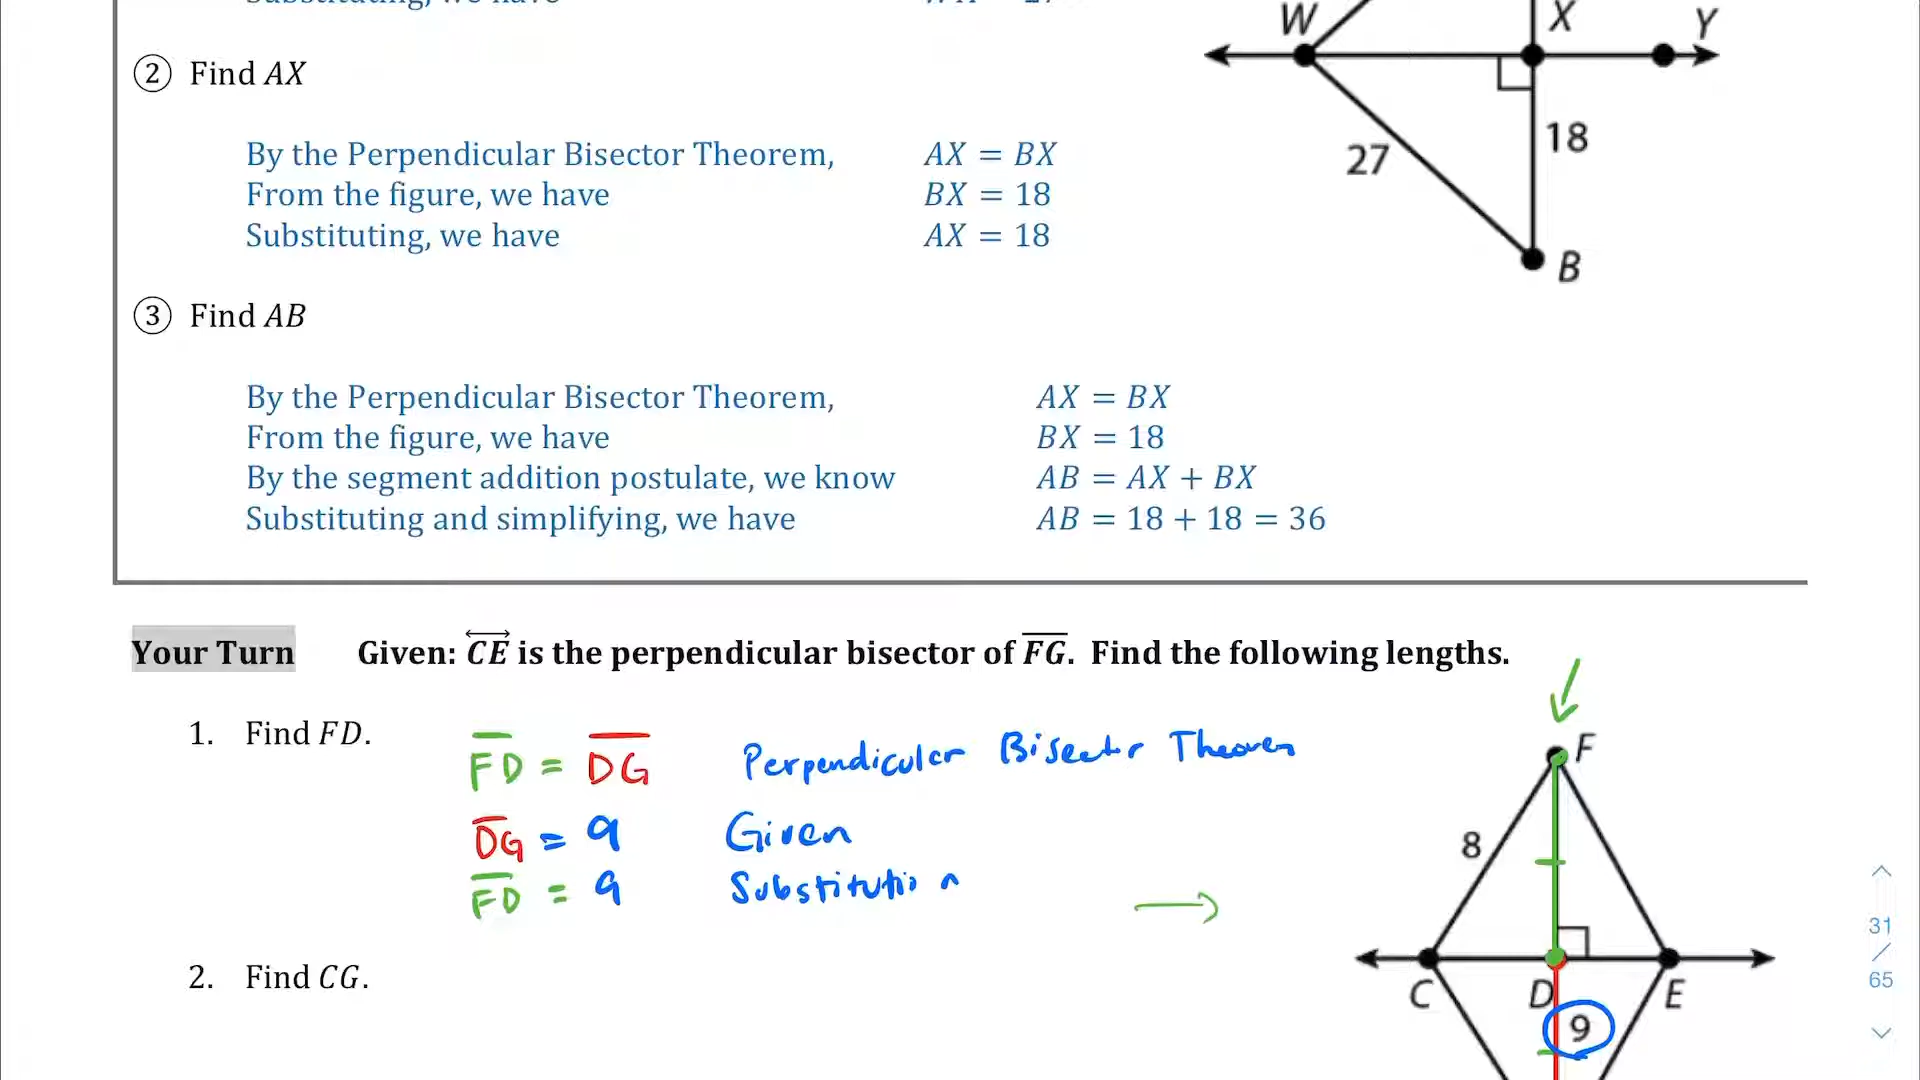 W
X
Y
② Find AX
By the Perpendicular Bisector Theorem, AX = BX
From the figure, we have BX = 18
Substituting, we have AX = 18
27
18
B
③ Find AB
By the Perpendicular Bisector Theorem, AX = BX
From the figure, we have BX = 18
By the segment addition postulate, we know AB = AX + BX
Substituting and simplifying, we have AB = 18 + 18 = 36
Your Turn Given: CE is the perpendicular bisector of FG. Find the following lengths.
1. Find FD.
FD = DG Perpendicular Bisector Theorem
DG = 9 Given
FD = 9 Substitution
F
8
C
D
E
9
2. Find CG.
31
/
65